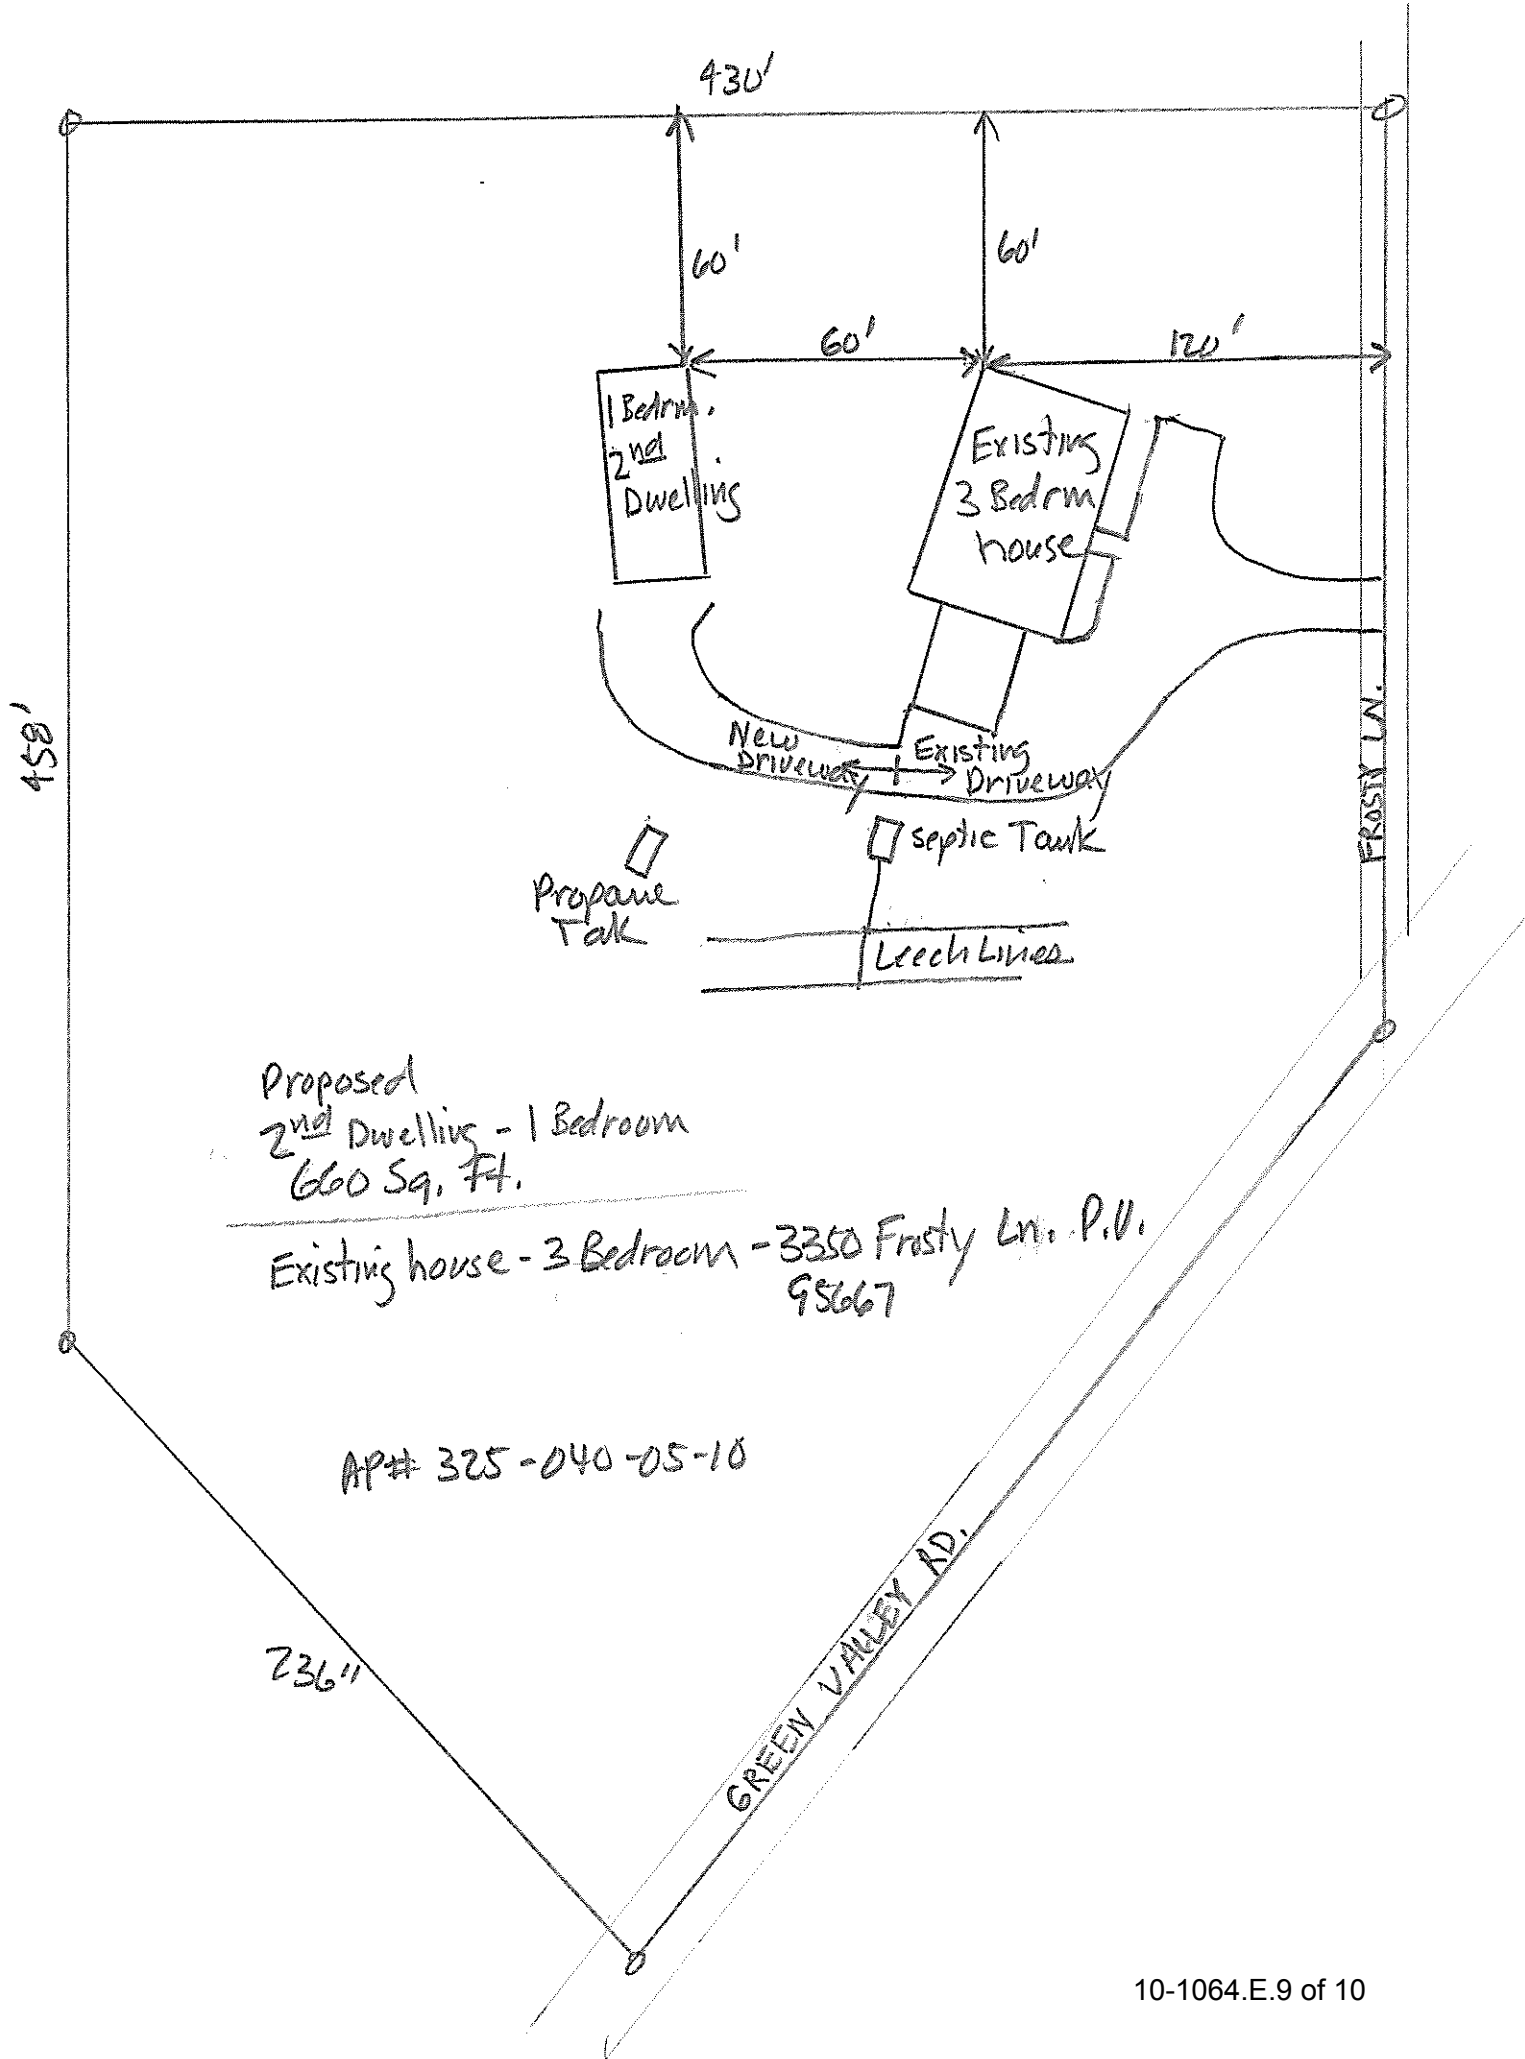 430'
60'
60'
60'
120'
1 Bedrm.
2nd
Dwelling
Existing
3 Bedrm
house
458'
New
Driveway
Existing
Driveway
FROSTY LN.
septic Tank
Propane
Tak
Leech Lines
Proposed
2nd Dwelling - 1 Bedroom
660 Sq. Ft.
Existing house - 3 Bedroom - 3350 Frosty Ln. P.V.
95667
AP# 325-040-05-10
236"
GREEN VALLEY RD.
10-1064.E.9 of 10